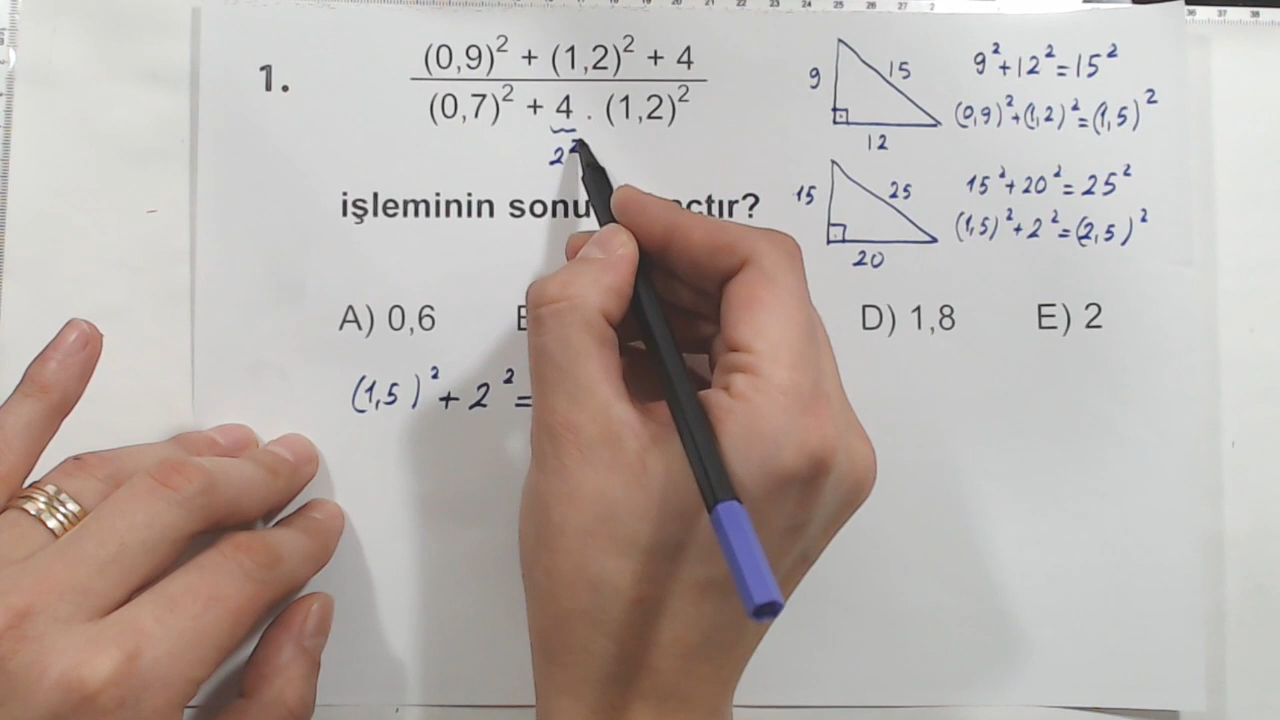 1.
(0,9)² + (1,2)² + 4
(0,7)² + 4 . (1,2)²
2²
işleminin
A) 0,6
D) 1,8
E) 2
(1,5)² + 2² =
9
15
12
9² + 12² = 15²
(0,9)² + (1,2)² = (1,5)²
15
25
20
15² + 20² = 25²
(1,5)² + 2² = (2,5)²